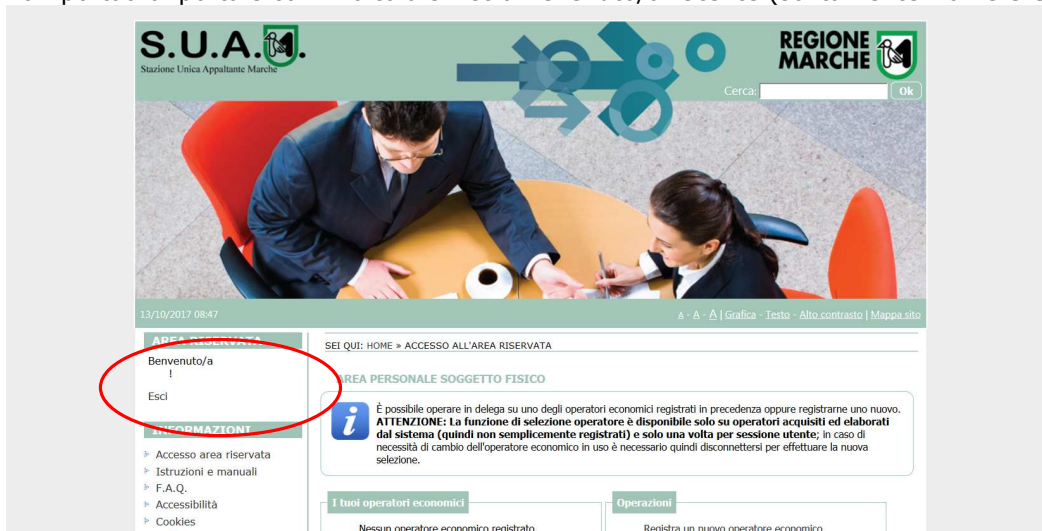 S.U.A. .
Stazione Unica Appaltante Marche
REGIONE
MARCHE
Cerca:
Ok
13/10/2017 08:47
A - A - A | Grafica - Testo - Alto contrasto | Mappa sito
AREA RISERVATA
Benvenuto/a
!
Esci
INFORMAZIONI
Accesso area riservata
Istruzioni e manuali
F.A.Q.
Accessibilità
Cookies
SEI QUI: HOME » ACCESSO ALL'AREA RISERVATA
AREA PERSONALE SOGGETTO FISICO
È possibile operare in delega su uno degli operatori economici registrati in precedenza oppure registrarne uno nuovo.
ATTENZIONE: La funzione di selezione operatore è disponibile solo su operatori acquisiti ed elaborati
dal sistema (quindi non semplicemente registrati) e solo una volta per sessione utente; in caso di
necessità di cambio dell'operatore economico in uso è necessario quindi disconnettersi per effettuare la nuova
selezione.
I tuoi operatori economici
Nessun operatore economico registrato
Operazioni
Registra un nuovo operatore economico